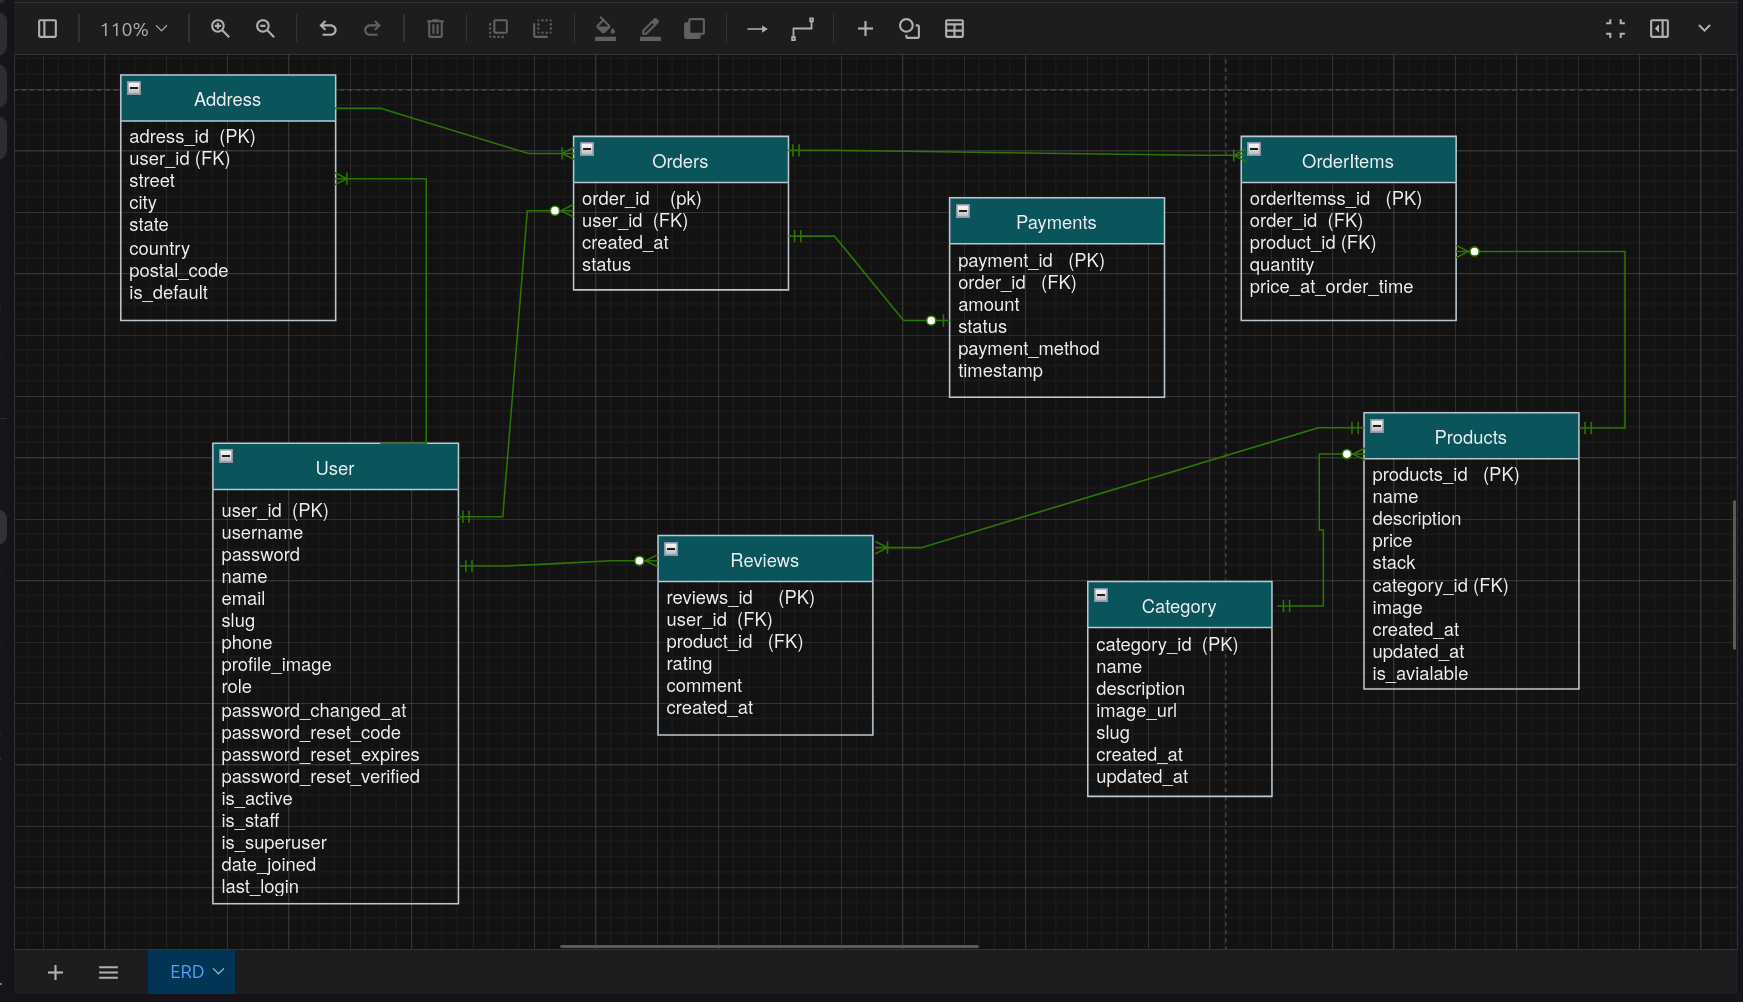 110%
Address
adress_id (PK)
user_id (FK)
street
city
state
country
postal_code
is_default
Orders
order_id (pk)
user_id (FK)
created_at
status
Payments
payment_id (PK)
order_id (FK)
amount
status
payment_method
timestamp
OrderItems
orderItemss_id (PK)
order_id (FK)
product_id (FK)
quantity
price_at_order_time
User
user_id (PK)
username
password
name
email
slug
phone
profile_image
role
password_changed_at
password_reset_code
password_reset_expires
password_reset_verified
is_active
is_staff
is_superuser
date_joined
last_login
Reviews
reviews_id (PK)
user_id (FK)
product_id (FK)
rating
comment
created_at
Category
category_id (PK)
name
description
image_url
slug
created_at
updated_at
Products
products_id (PK)
name
description
price
stack
category_id (FK)
image
created_at
updated_at
is_avialable
ERD